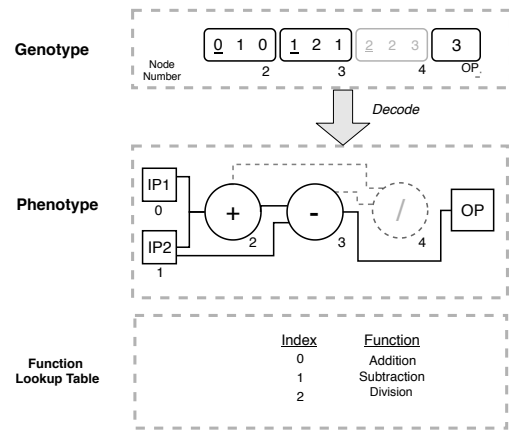 Genotype
0 1 0 1 2 1 2 2 3 3
Node Number 2 3 4 OP
Decode
Phenotype
IP1
0
+ - / OP
2 3 4
IP2
1
Function Lookup Table
Index Function
0 Addition
1 Subtraction
2 Division